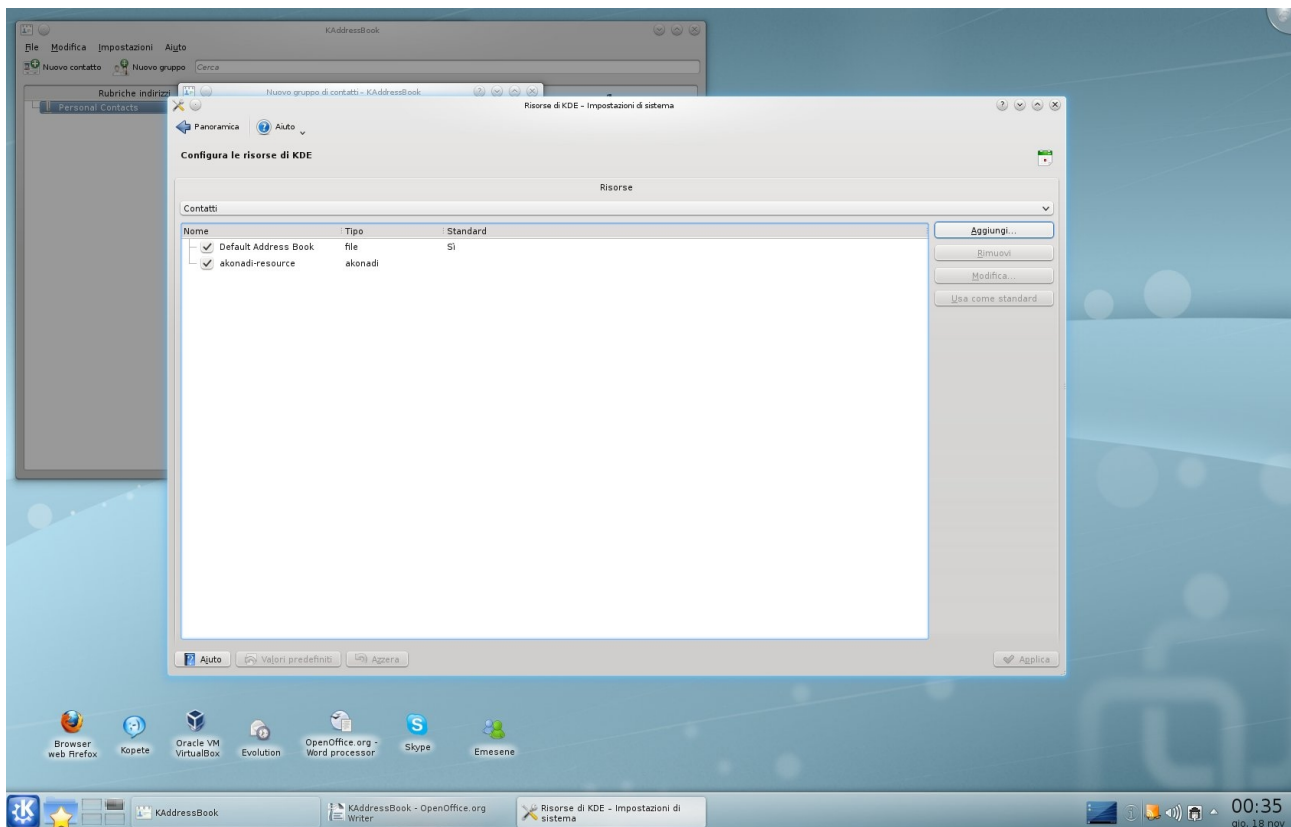 KAddressBook
File Modifica Impostazioni Aiuto
Nuovo contatto Nuovo gruppo Cerca
Rubriche indirizzi
Personal Contacts
Nuovo gruppo di contatti - KAddressBook
Risorse di KDE - Impostazioni di sistema
Panoramica Aiuto
Configura le risorse di KDE
Risorse
Contatti
Nome Tipo Standard
Default Address Book file Sì
akonadi-resource akonadi
Aggiungi...
Rimuovi
Modifica...
Usa come standard
Aiuto Valori predefiniti Azzera Applica
Browser
web Firefox
Kopete
Oracle VM
VirtualBox
Evolution
OpenOffice.org -
Word processor
Skype
Emesene
KAddressBook
KAddressBook - OpenOffice.org
Writer
Risorse di KDE - Impostazioni di
sistema
00:35
gio, 18 nov